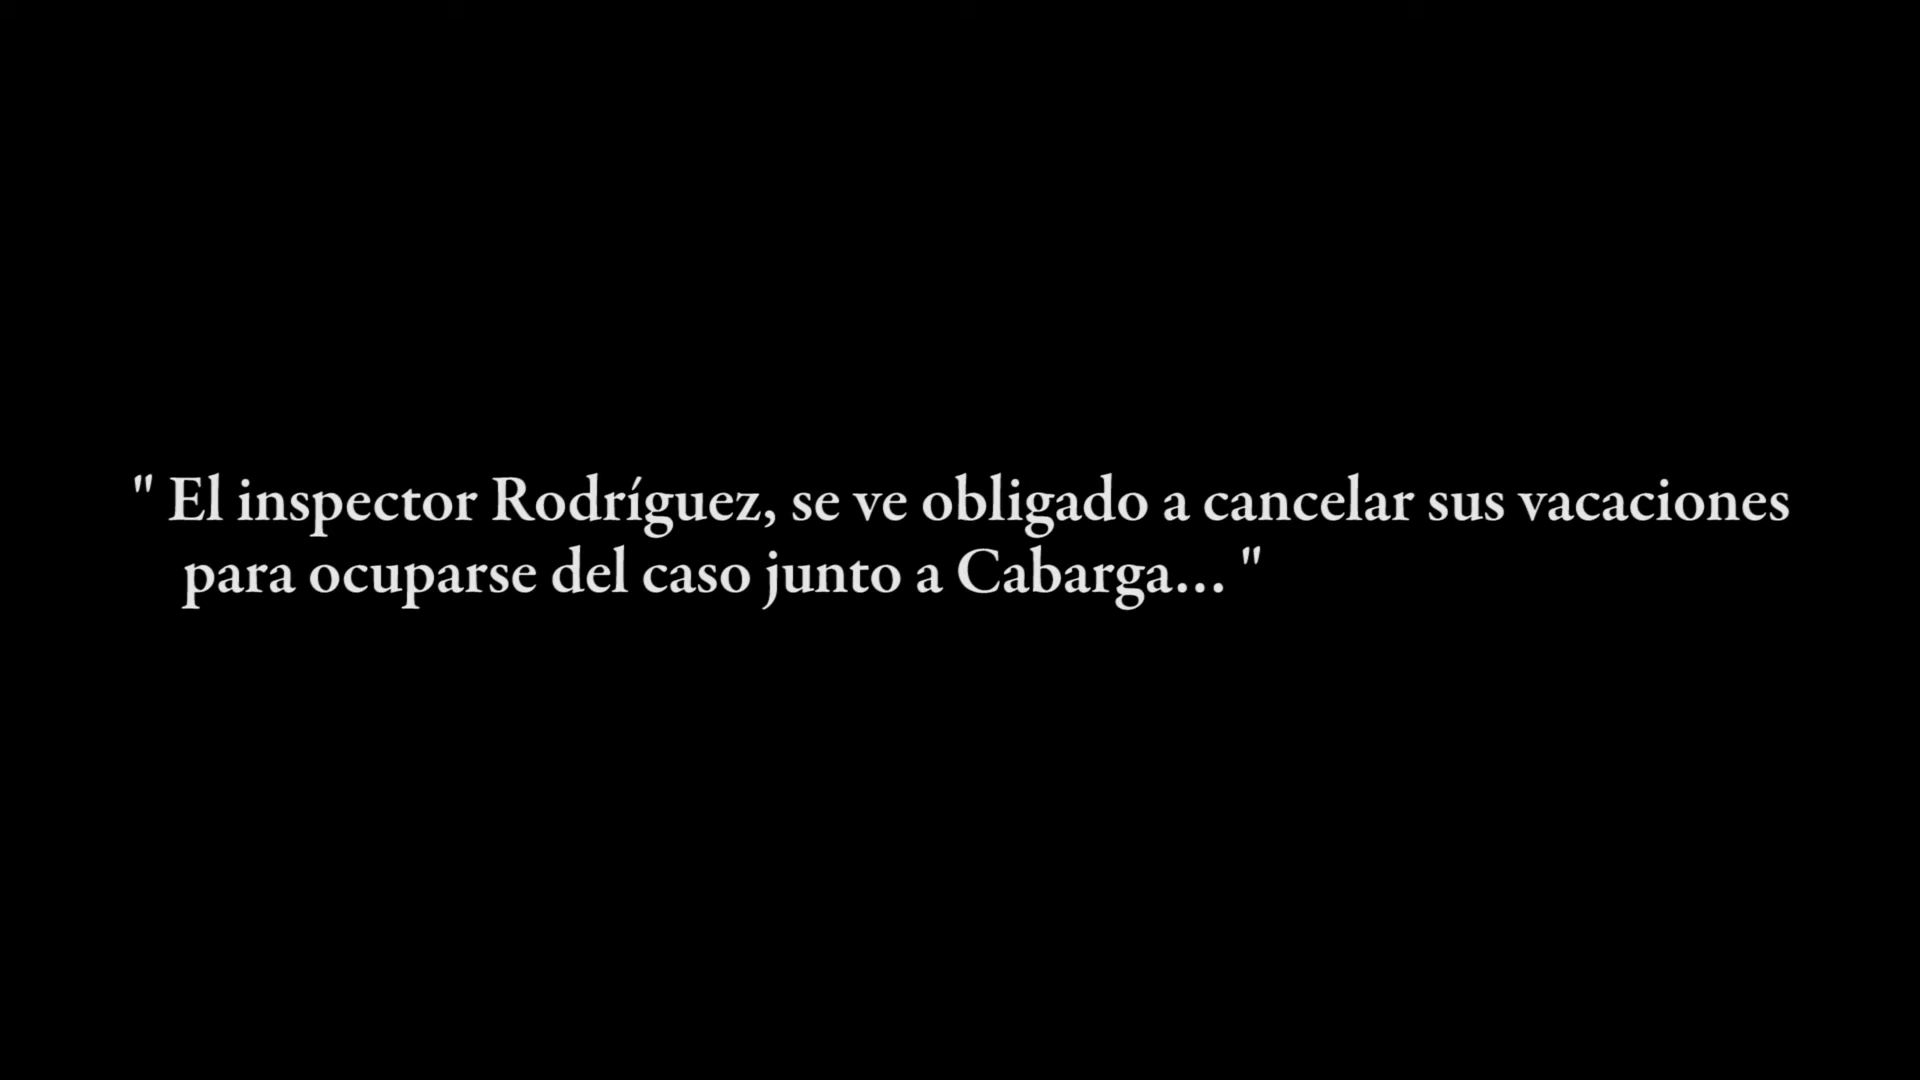 " El inspector Rodríguez, se ve obligado a cancelar sus vacaciones
para ocuparse del caso junto a Cabarga... "